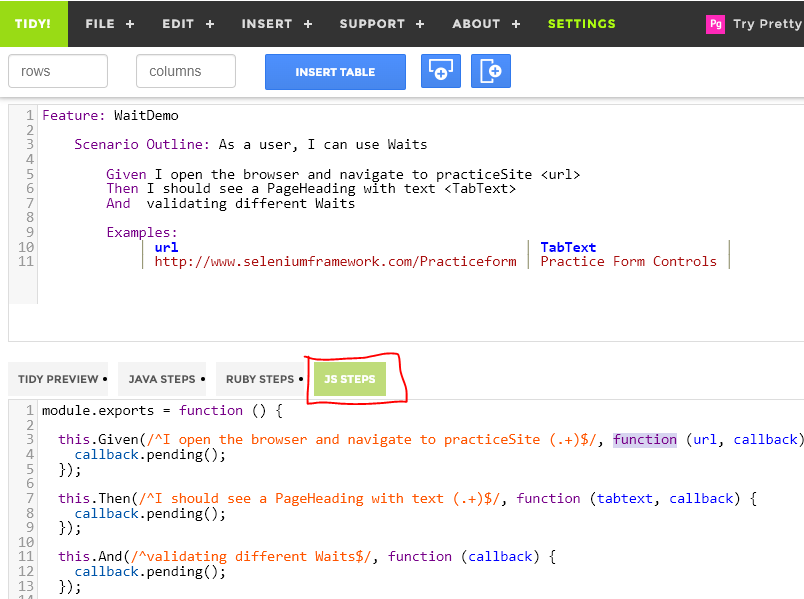 TIDY! FILE + EDIT + INSERT + SUPPORT + ABOUT + SETTINGS Pg Try Pretty
rows columns INSERT TABLE
1 Feature: WaitDemo
2
3 Scenario Outline: As a user, I can use Waits
4
5 Given I open the browser and navigate to practiceSite <url>
6 Then I should see a PageHeading with text <TabText>
7 And  validating different Waits
8
9 Examples:
10 | url | TabText |
11 | http://www.seleniumframework.com/Practiceform | Practice Form Controls |
TIDY PREVIEW • JAVA STEPS • RUBY STEPS • JS STEPS
1 module.exports = function () {
2
3 this.Given(/^I open the browser and navigate to practiceSite (.+)$/, function (url, callback)
4 callback.pending();
5 });
6
7 this.Then(/^I should see a PageHeading with text (.+)$/, function (tabtext, callback) {
8 callback.pending();
9 });
10
11 this.And(/^validating different Waits$/, function (callback) {
12 callback.pending();
13 });